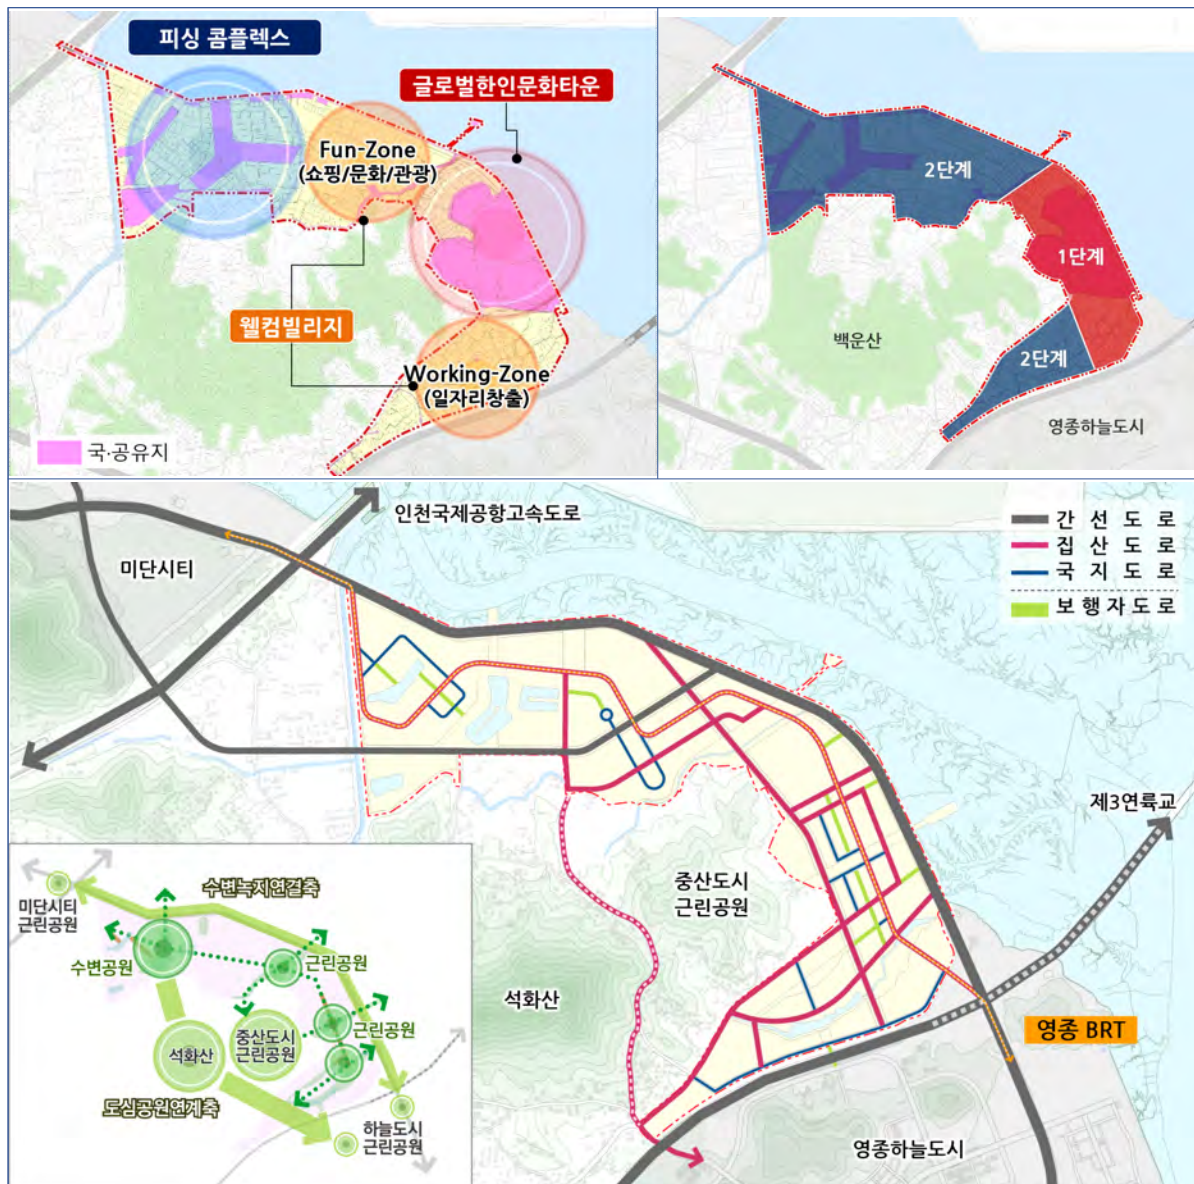 피싱 콤플렉스
글로벌한인문화타운
Fun-Zone
(쇼핑/문화/관광)
웰컴빌리지
Working-Zone
(일자리창출)
국·공유지
2단계
1단계
백운산
2단계
영종하늘도시
인천국제공항고속도로
미단시티
간선도로
집산도로
국지도로
보행자도로
제3연륙교
중산도시
근린공원
석화산
영종 BRT
영종하늘도시
수변녹지연결축
미단시티
근린공원
수변공원
근린공원
근린공원
석화산
중산도시
근린공원
도심공원연계축
하늘도시
근린공원